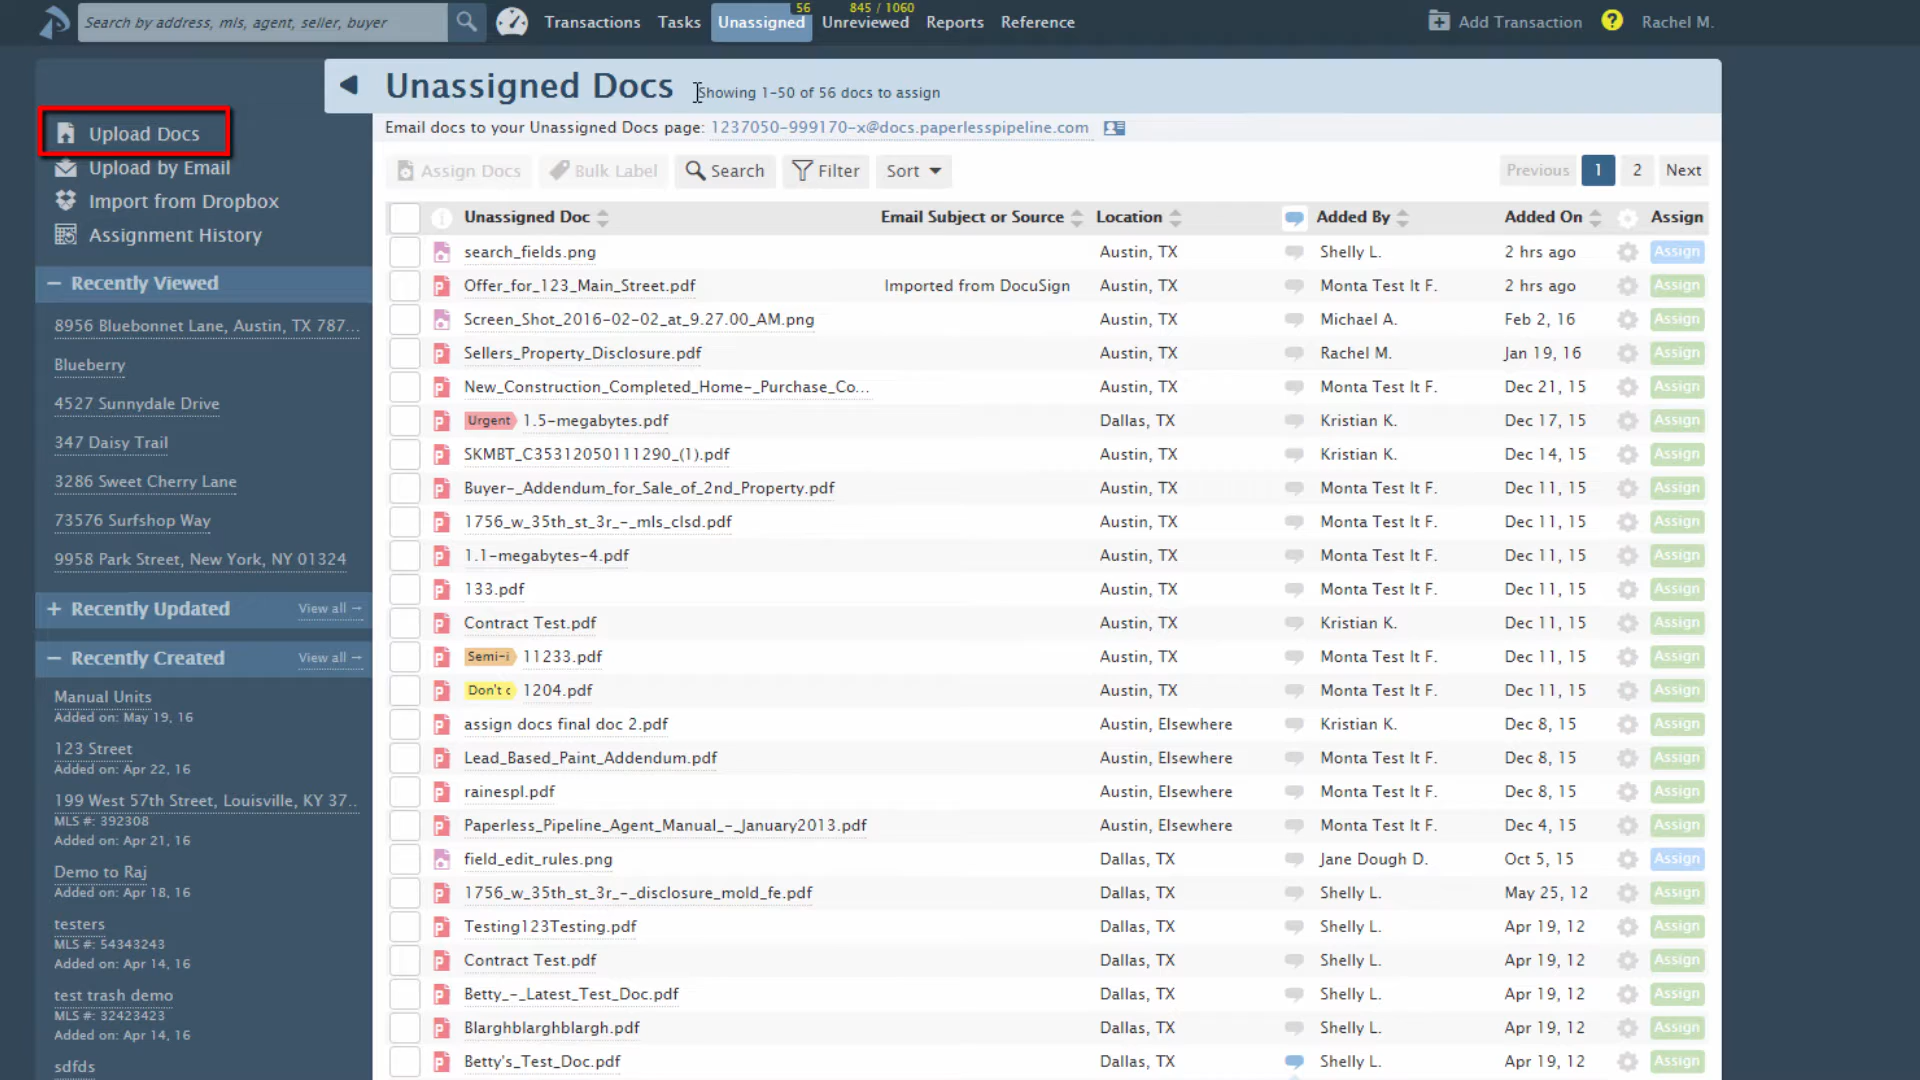 Search by address, mls, agent, seller, buyer
Transactions Tasks Unassigned 56 Unreviewed 845 / 1060 Reports Reference
Add Transaction ? Rachel M.
Upload Docs
Upload by Email
Import from Dropbox
Assignment History
− Recently Viewed
8956 Bluebonnet Lane, Austin, TX 787...
Blueberry
4527 Sunnydale Drive
347 Daisy Trail
3286 Sweet Cherry Lane
73576 Surfshop Way
9958 Park Street, New York, NY 01324
+ Recently Updated View all →
− Recently Created View all →
Manual Units
Added on: May 19, 16
123 Street
Added on: Apr 22, 16
199 West 57th Street, Louisville, KY 37...
MLS #: 392308
Added on: Apr 21, 16
Demo to Raj
Added on: Apr 18, 16
testers
MLS #: 54343243
Added on: Apr 14, 16
test trash demo
MLS #: 32423423
Added on: Apr 14, 16
sdfds
Unassigned Docs Showing 1-50 of 56 docs to assign
Email docs to your Unassigned Docs page: 1237050-999170-x@docs.paperlesspipeline.com
Assign Docs Bulk Label Search Filter Sort Previous 1 2 Next
Unassigned Doc Email Subject or Source Location Added By Added On Assign
search_fields.png Austin, TX Shelly L. 2 hrs ago Assign
Offer_for_123_Main_Street.pdf Imported from DocuSign Austin, TX Monta Test It F. 2 hrs ago Assign
Screen_Shot_2016-02-02_at_9.27.00_AM.png Austin, TX Michael A. Feb 2, 16 Assign
Sellers_Property_Disclosure.pdf Austin, TX Rachel M. Jan 19, 16 Assign
New_Construction_Completed_Home-_Purchase_Co... Austin, TX Monta Test It F. Dec 21, 15 Assign
Urgent 1.5-megabytes.pdf Dallas, TX Kristian K. Dec 17, 15 Assign
SKMBT_C35312050111290_(1).pdf Austin, TX Kristian K. Dec 14, 15 Assign
Buyer-_Addendum_for_Sale_of_2nd_Property.pdf Austin, TX Monta Test It F. Dec 11, 15 Assign
1756_w_35th_st_3r_-_mls_clsd.pdf Austin, TX Monta Test It F. Dec 11, 15 Assign
1.1-megabytes-4.pdf Austin, TX Monta Test It F. Dec 11, 15 Assign
133.pdf Austin, TX Monta Test It F. Dec 11, 15 Assign
Contract Test.pdf Austin, TX Kristian K. Dec 11, 15 Assign
Semi-i 11233.pdf Austin, TX Monta Test It F. Dec 11, 15 Assign
Don't c 1204.pdf Austin, TX Monta Test It F. Dec 11, 15 Assign
assign docs final doc 2.pdf Austin, Elsewhere Kristian K. Dec 8, 15 Assign
Lead_Based_Paint_Addendum.pdf Austin, Elsewhere Monta Test It F. Dec 8, 15 Assign
rainespl.pdf Austin, Elsewhere Monta Test It F. Dec 8, 15 Assign
Paperless_Pipeline_Agent_Manual_-_January2013.pdf Austin, Elsewhere Monta Test It F. Dec 4, 15 Assign
field_edit_rules.png Dallas, TX Jane Dough D. Oct 5, 15 Assign
1756_w_35th_st_3r_-_disclosure_mold_fe.pdf Dallas, TX Shelly L. May 25, 12 Assign
Testing123Testing.pdf Dallas, TX Shelly L. Apr 19, 12 Assign
Contract Test.pdf Dallas, TX Shelly L. Apr 19, 12 Assign
Betty_-_Latest_Test_Doc.pdf Dallas, TX Shelly L. Apr 19, 12 Assign
Blarghblarghblargh.pdf Dallas, TX Shelly L. Apr 19, 12 Assign
Betty's_Test_Doc.pdf Dallas, TX Shelly L. Apr 19, 12 Assign